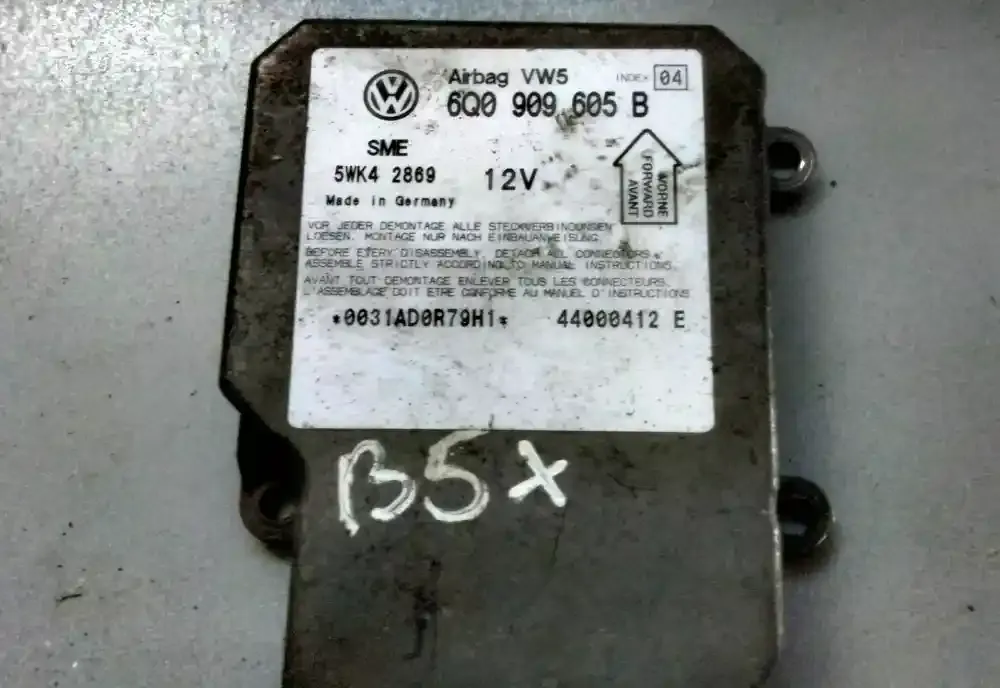 Airbag VW5 INDEX 04
6Q0 909 605 B
SME
5WK4 2869 12V
Made in Germany
VORNE
FORWARD
AVANT
VOR JEDER DEMONTAGE ALLE STECKVERBINDUNGEN
LOESEN. MONTAGE NUR NACH EINBAUANWEISUNG.
BEFORE EVERY DISASSEMBLY, DETACH ALL CONNECTORS.
ASSEMBLE STRICTLY ACCORDING TO MANUAL INSTRUCTIONS.
AVANT TOUT DEMONTAGE ENLEVER TOUS LES CONNECTEURS.
L'ASSEMBLAGE DOIT ETRE CONFORME AU MANUEL D'INSTRUCTIONS
*0031AD0R79H1* 44000412 E
B5x